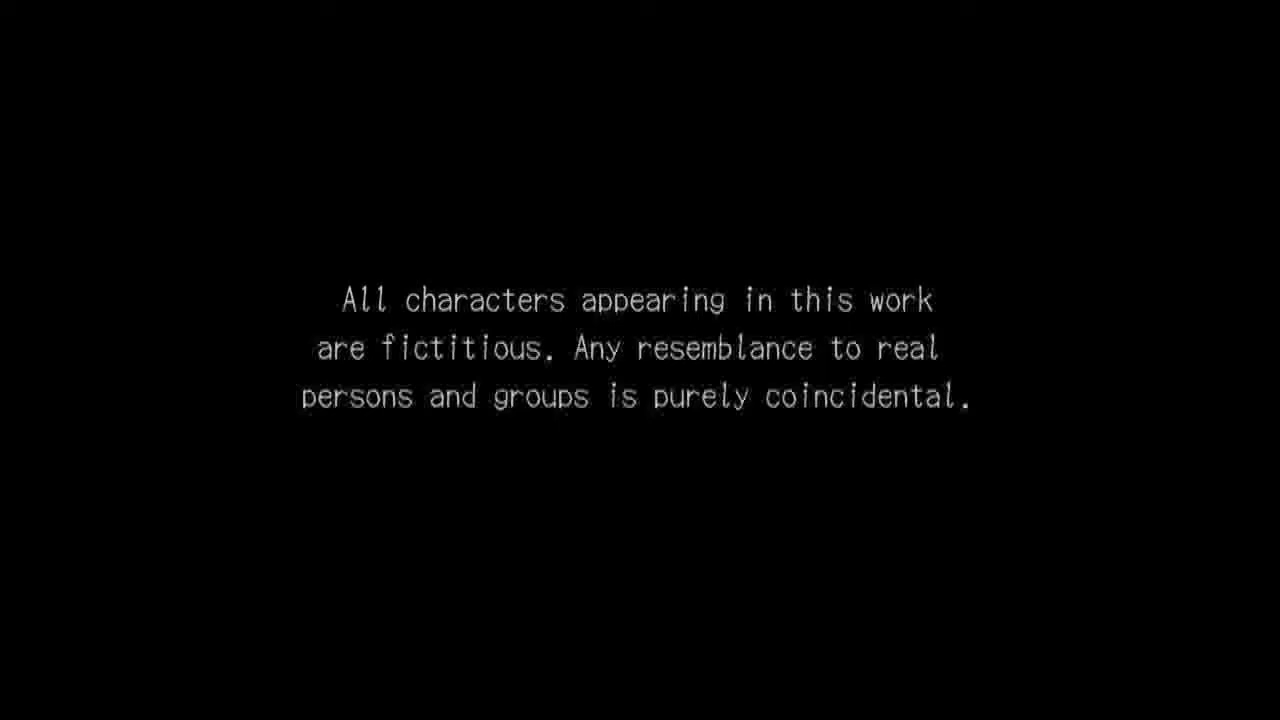 All characters appearing in this work
are fictitious. Any resemblance to real
persons and groups is purely coincidental.